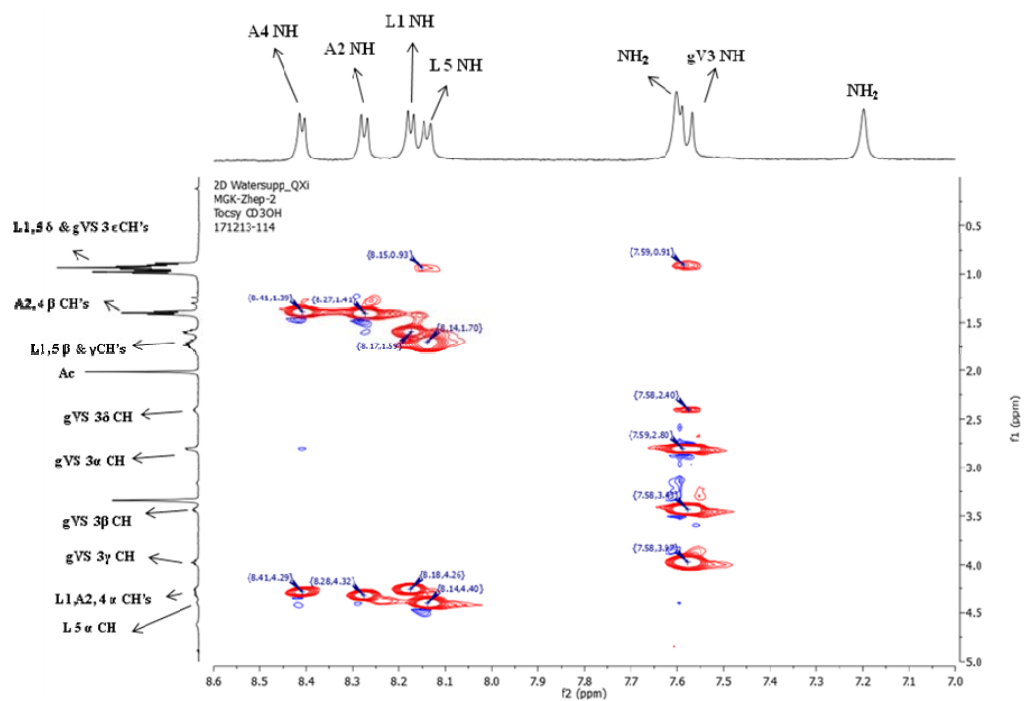 L1 NH
A4 NH
A2 NH
L 5 NH
NH2
gV3 NH
NH2
2D Watersupp_QXi
MGK-Zhep-2
Tocsy CD3OH
171213-114
L1,5 δ & gVS 3 εCH's
A2,4 β CH's
L1,5 β & γCH's
Ac
gVS 3δ CH
gVS 3α CH
gVS 3β CH
gVS 3γ CH
L1,A2,4 α CH's
L 5 α CH
{8.15,0.93}
{7.59,0.91}
{8.41,1.39}
{8.27,1.41}
{8.14,1.70}
{8.17,1.59}
{7.58,2.40}
{7.59,2.80}
{7.58,3.43}
{7.58,3.97}
{8.41,4.29}
{8.28,4.32}
{8.18,4.26}
{8.14,4.40}
0.5
1.0
1.5
2.0
2.5
3.0
3.5
4.0
4.5
5.0
f1 (ppm)
8.6 8.5 8.4 8.3 8.2 8.1 8.0 7.9 7.8 7.7 7.6 7.5 7.4 7.3 7.2 7.1 7.0
f2 (ppm)